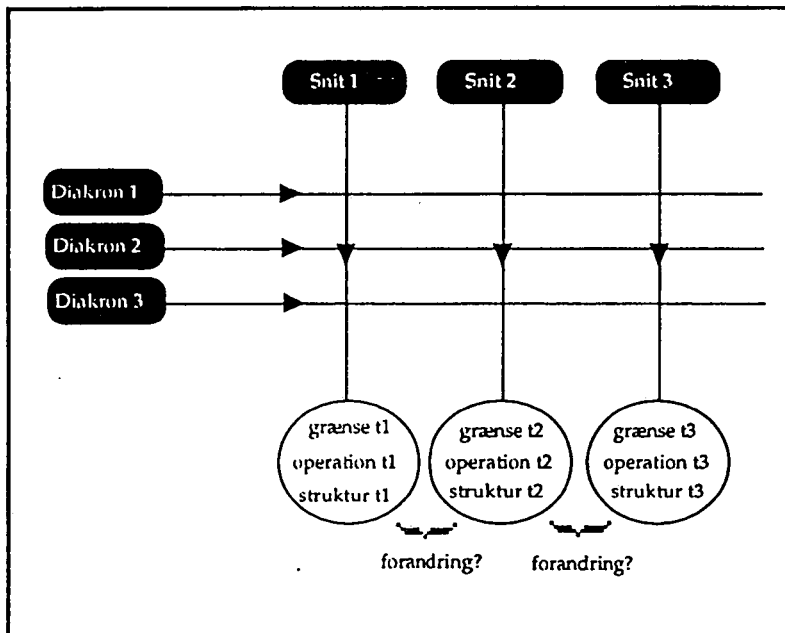 Snit 1
Snit 2
Snit 3
Diakron 1
Diakron 2
Diakron 3
grænse t1
operation t1
struktur t1
grænse t2
operation t2
struktur t2
grænse t3
operation t3
struktur t3
forandring?
forandring?